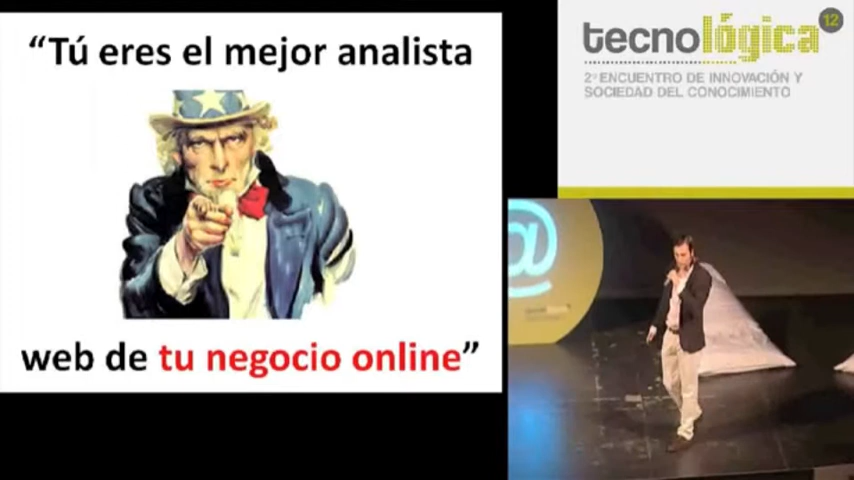 “Tú eres el mejor analista
web de tu negocio online”
tecnológica 12
2º ENCUENTRO DE INNOVACIÓN Y
SOCIEDAD DEL CONOCIMIENTO
@